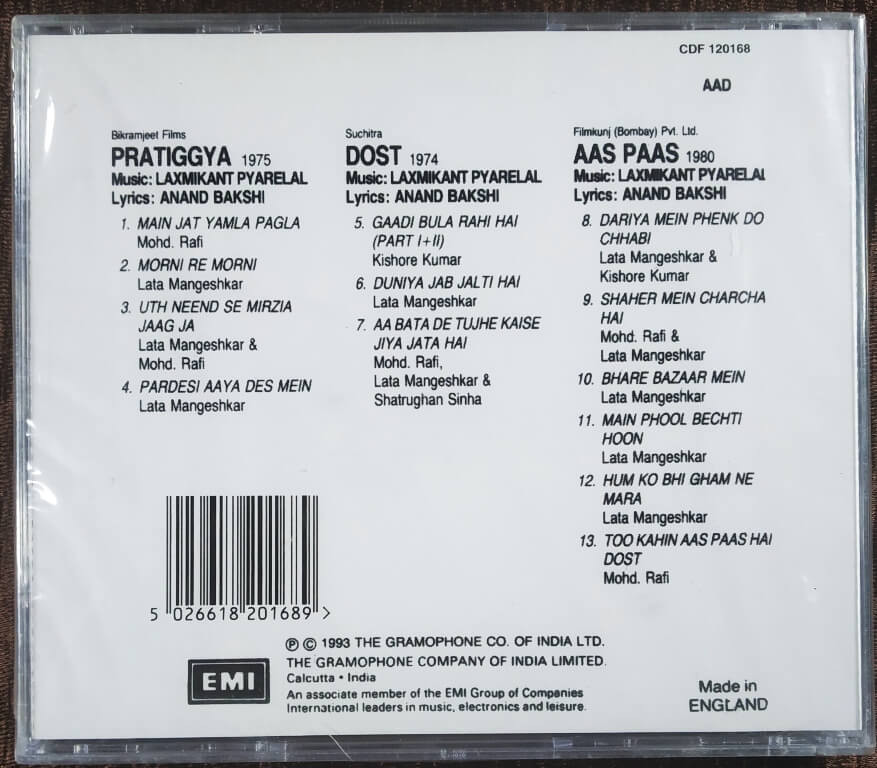 CDF 120168
AAD
Bikramjeet Films
PRATIGGYA 1975
Music: LAXMIKANT PYARELAL
Lyrics: ANAND BAKSHI
1. MAIN JAT YAMLA PAGLA
Mohd. Rafi
2. MORNI RE MORNI
Lata Mangeshkar
3. UTH NEEND SE MIRZIA
JAAG JA
Lata Mangeshkar &
Mohd. Rafi
4. PARDESI AAYA DES MEIN
Lata Mangeshkar
Suchitra
DOST 1974
Music: LAXMIKANT PYARELAL
Lyrics: ANAND BAKSHI
5. GAADI BULA RAHI HAI
(PART I+II)
Kishore Kumar
6. DUNIYA JAB JALTI HAI
Lata Mangeshkar
7. AA BATA DE TUJHE KAISE
JIYA JATA HAI
Mohd. Rafi,
Lata Mangeshkar &
Shatrughan Sinha
Filmkunj (Bombay) Pvt. Ltd.
AAS PAAS 1980
Music: LAXMIKANT PYARELAL
Lyrics: ANAND BAKSHI
8. DARIYA MEIN PHENK DO
CHHABI
Lata Mangeshkar &
Kishore Kumar
9. SHAHER MEIN CHARCHA
HAI
Mohd. Rafi &
Lata Mangeshkar
10. BHARE BAZAAR MEIN
Lata Mangeshkar
11. MAIN PHOOL BECHTI
HOON
Lata Mangeshkar
12. HUM KO BHI GHAM NE
MARA
Lata Mangeshkar
13. TOO KAHIN AAS PAAS HAI
DOST
Mohd. Rafi
5 026618 201689 >
℗ © 1993 THE GRAMOPHONE CO. OF INDIA LTD.
THE GRAMOPHONE COMPANY OF INDIA LIMITED.
Calcutta • India
An associate member of the EMI Group of Companies
International leaders in music, electronics and leisure.
EMI
Made in
ENGLAND